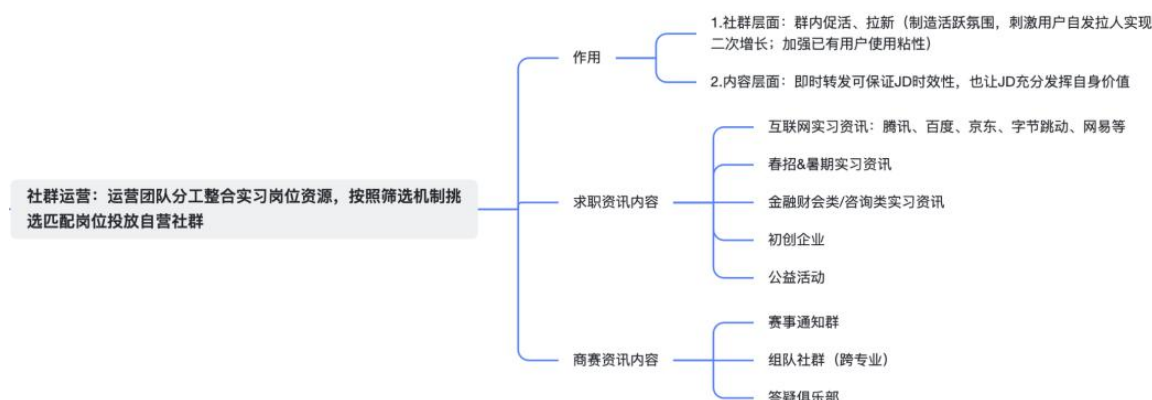 社群运营：运营团队分工整合实习岗位资源，按照筛选机制挑
选匹配岗位投放自营社群
作用
1.社群层面：群内促活、拉新（制造活跃氛围，刺激用户自发拉人实现
二次增长；加强已有用户使用粘性）
2.内容层面：即时转发可保证JD时效性，也让JD充分发挥自身价值
求职资讯内容
互联网实习资讯：腾讯、百度、京东、字节跳动、网易等
春招&暑期实习资讯
金融财会类/咨询类实习资讯
初创企业
公益活动
商赛资讯内容
赛事通知群
组队社群（跨专业）
答疑俱乐部